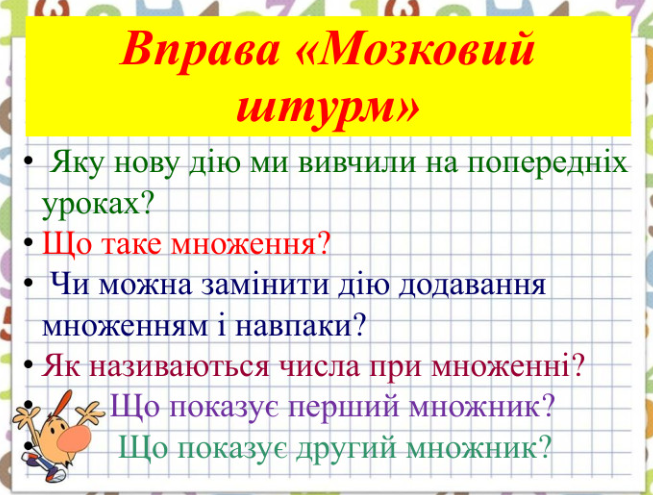 Вправа «Мозковий
штурм»
• Яку нову дію ми вивчили на попередніх
уроках?
• Що таке множення?
• Чи можна замінити дію додавання
множенням і навпаки?
• Як називаються числа при множенні?
• Що показує перший множник?
• Що показує другий множник?